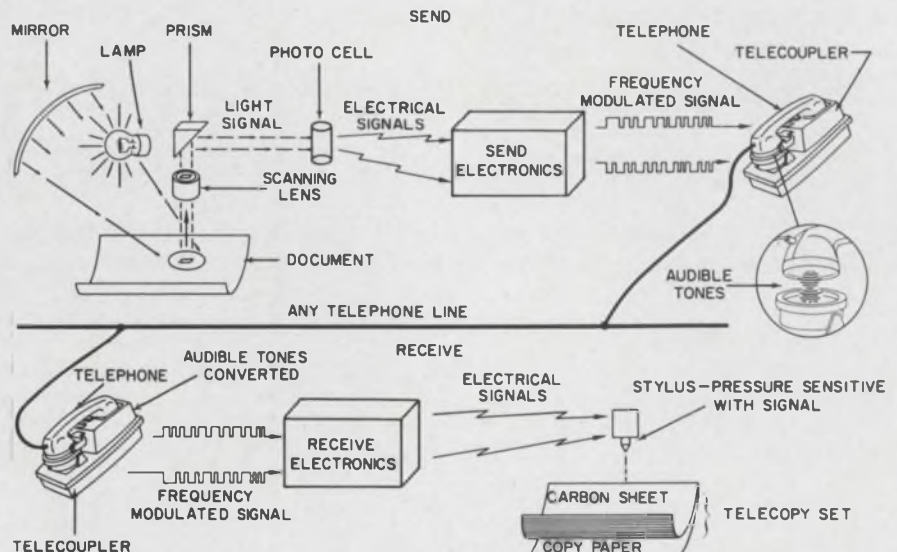 SEND
MIRROR
LAMP
PRISM
PHOTO CELL
TELEPHONE
TELECOUPLER
LIGHT
SIGNAL
ELECTRICAL
SIGNALS
FREQUENCY
MODULATED SIGNAL
SEND
ELECTRONICS
SCANNING
LENS
DOCUMENT
AUDIBLE
TONES
ANY TELEPHONE LINE
RECEIVE
TELEPHONE
AUDIBLE TONES
CONVERTED
ELECTRICAL
SIGNALS
STYLUS-PRESSURE SENSITIVE
WITH SIGNAL
RECEIVE
ELECTRONICS
FREQUENCY
MODULATED SIGNAL
CARBON SHEET
TELECOPY SET
TELECOUPLER
COPY PAPER